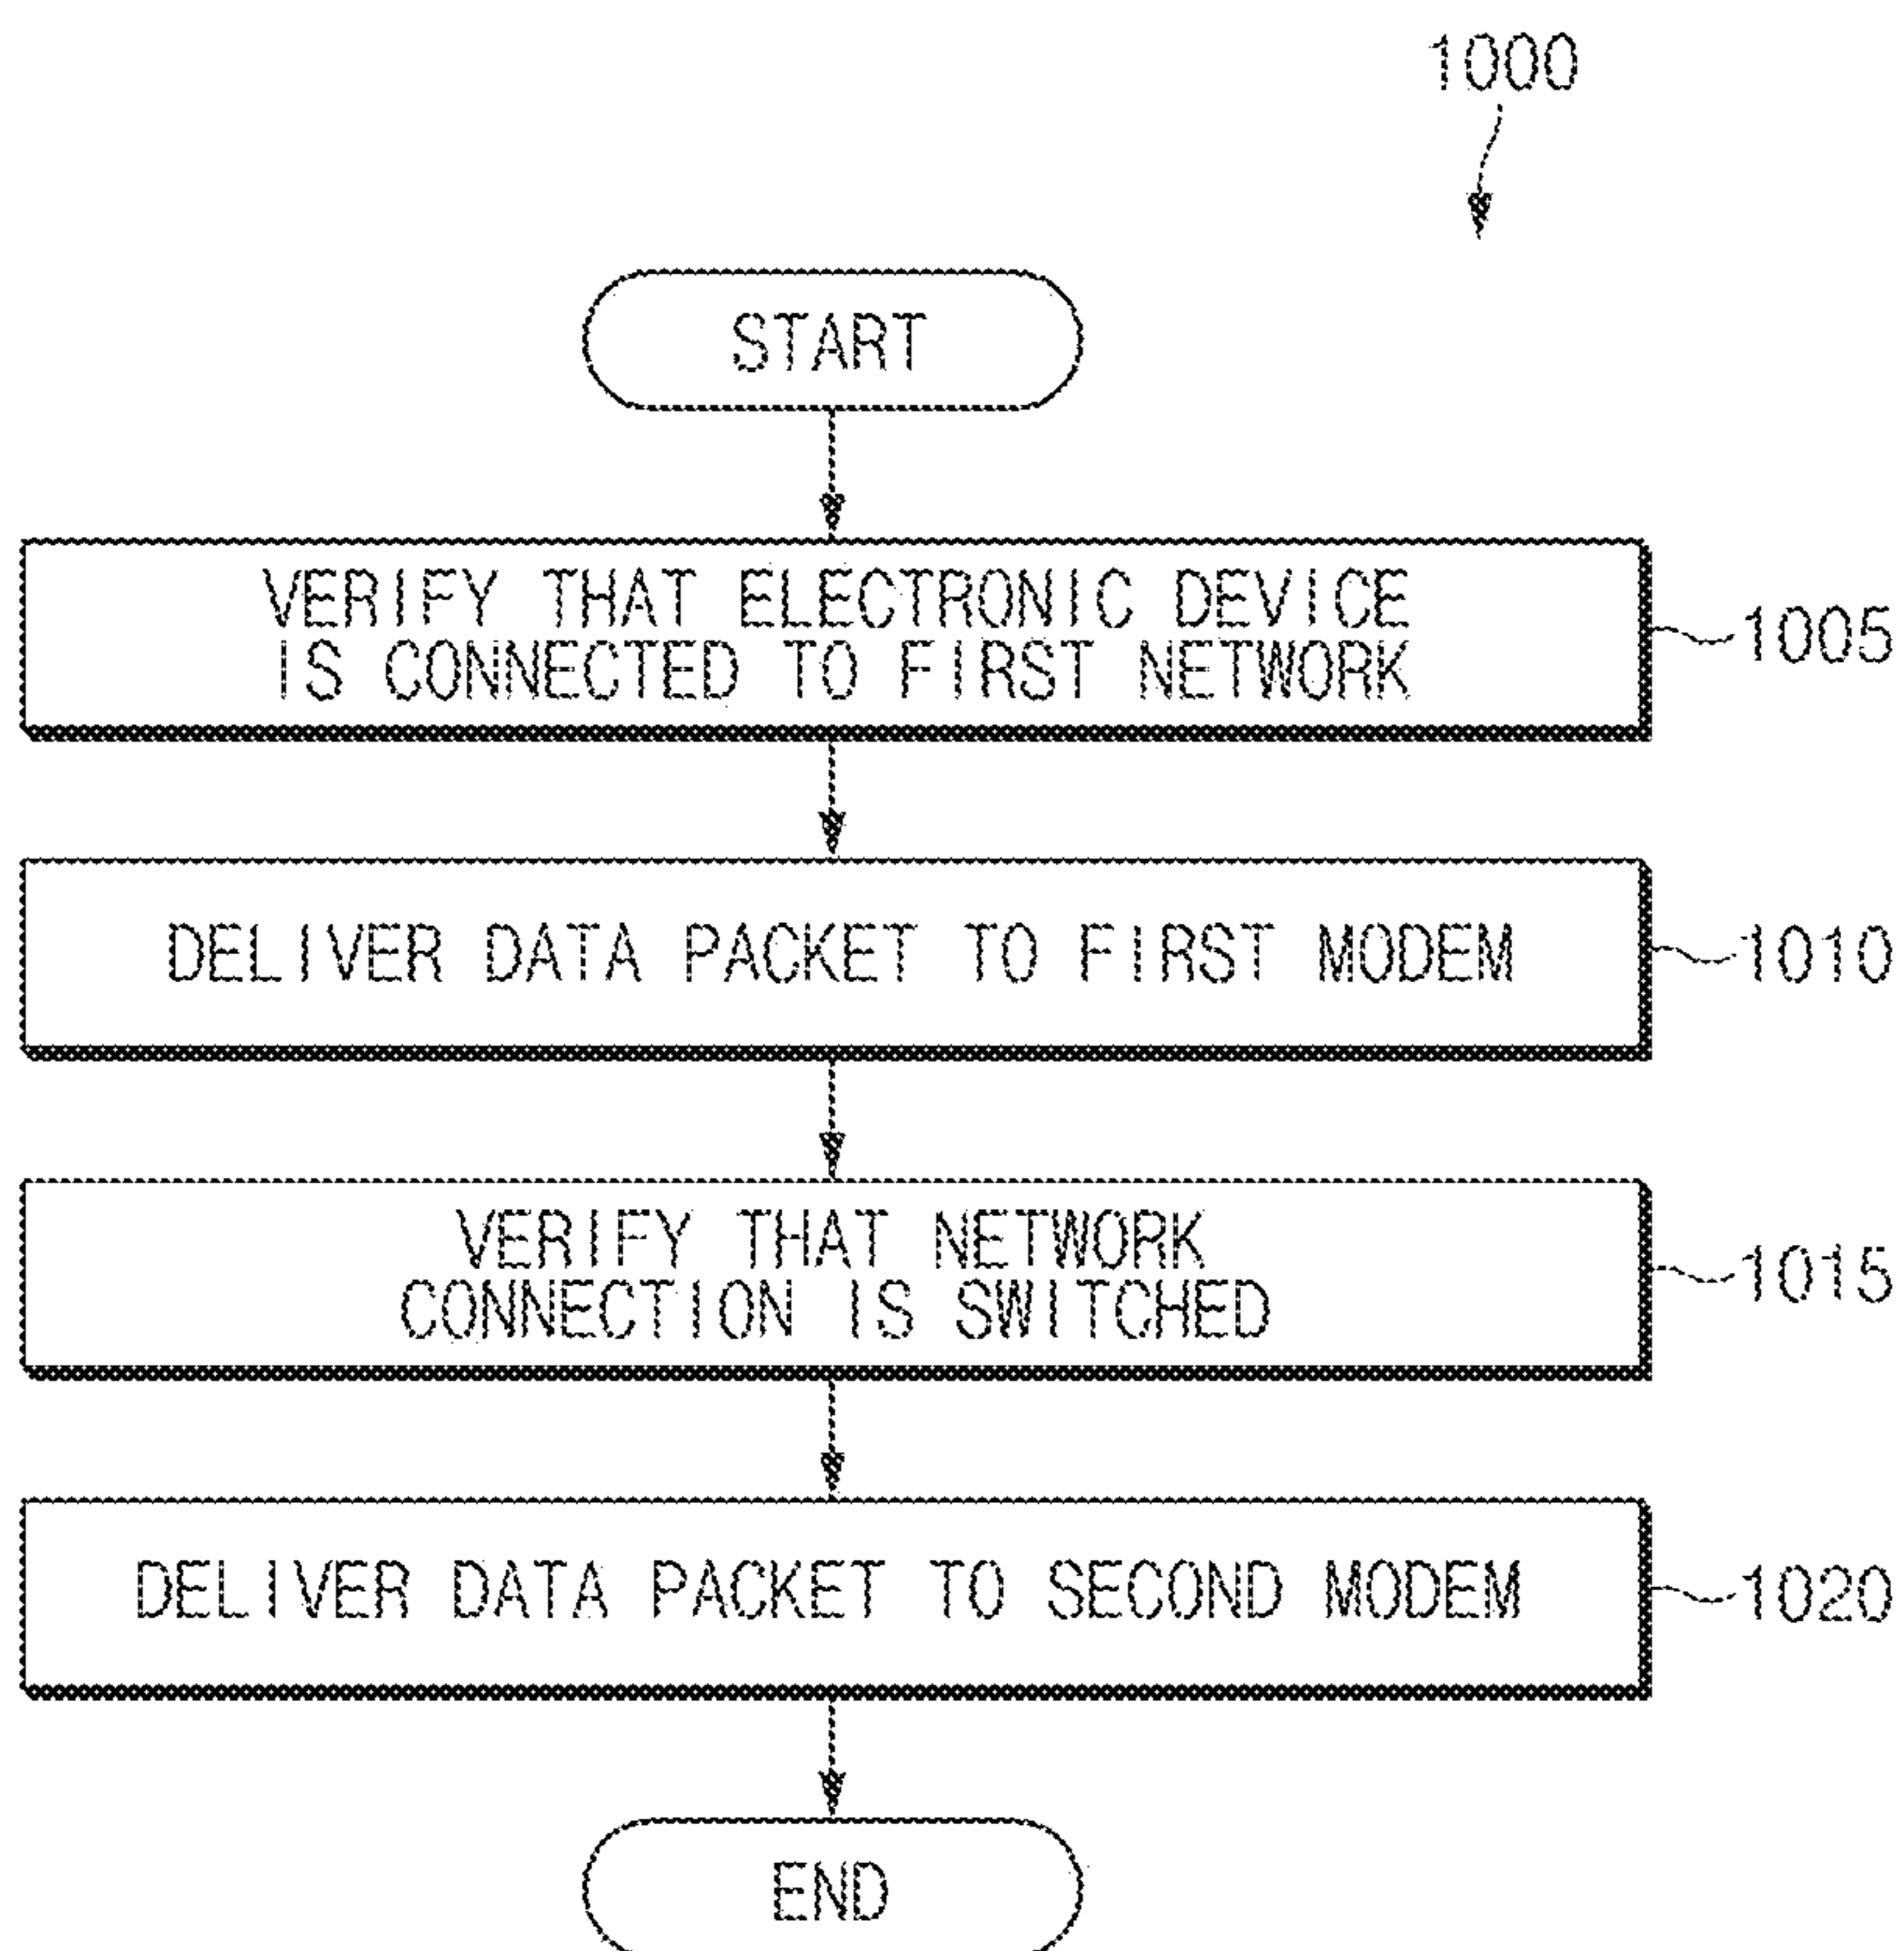 1000
START
VERIFY THAT ELECTRONIC DEVICE
IS CONNECTED TO FIRST NETWORK
1005
DELIVER DATA PACKET TO FIRST MODEM
1010
VERIFY THAT NETWORK
CONNECTION IS SWITCHED
1015
DELIVER DATA PACKET TO SECOND MODEM
1020
END